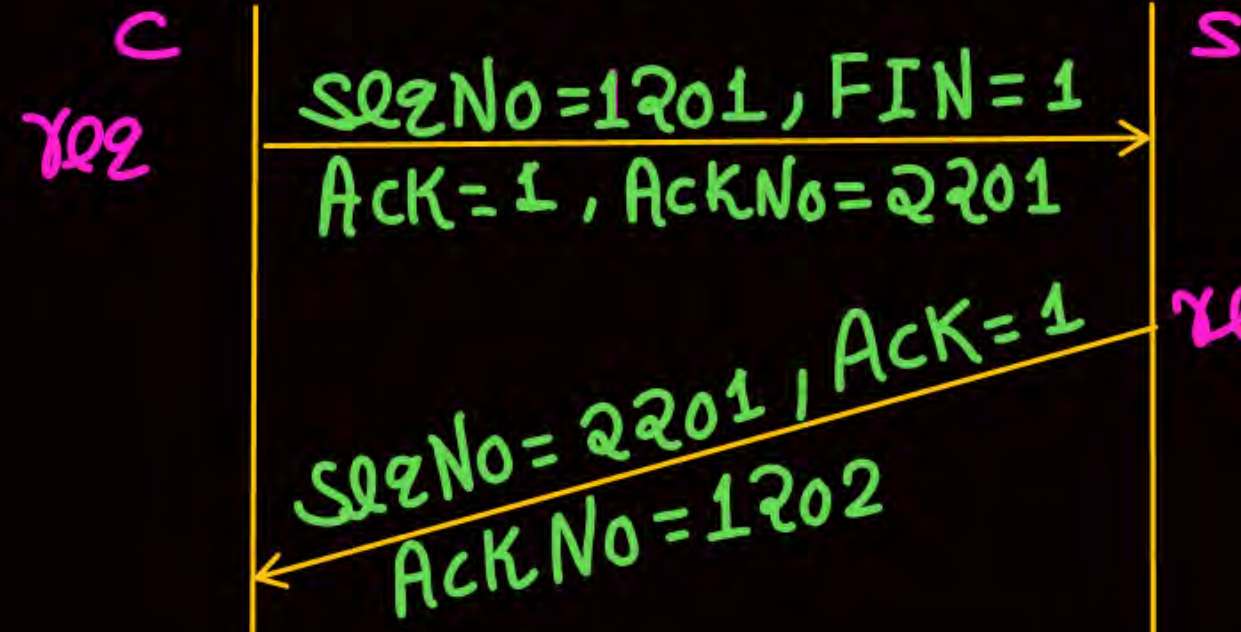 C
S
req
SeqNo=1201, FIN=1
Ack=1, AckNo=2201
SeqNo=2201, Ack=1
AckNo=1202